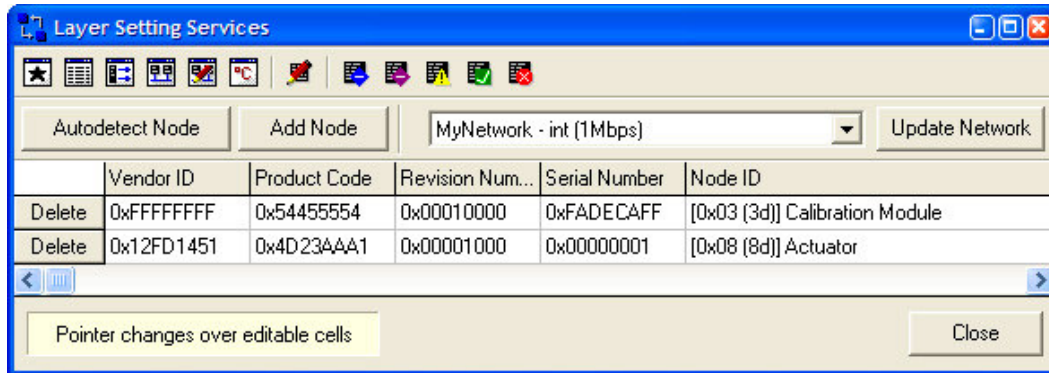 Layer Setting Services
°C
Autodetect Node Add Node MyNetwork - int (1Mbps) Update Network
Vendor ID Product Code Revision Num... Serial Number Node ID
Delete 0xFFFFFFFF 0x54455554 0x00010000 0xFADECAFF [0x03 (3d)] Calibration Module
Delete 0x12FD1451 0x4D23AAA1 0x00001000 0x00000001 [0x08 (8d)] Actuator
Pointer changes over editable cells Close